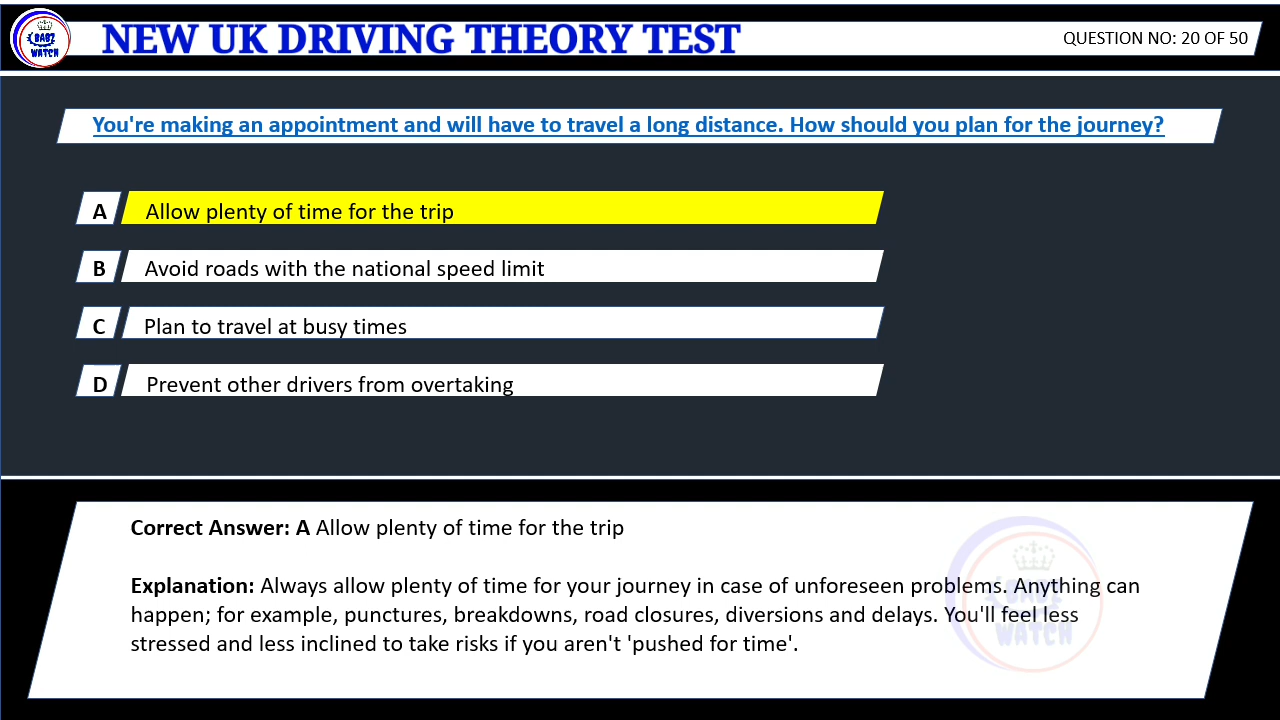 BABZ
WATCH
NEW UK DRIVING THEORY TEST
QUESTION NO: 20 OF 50
You're making an appointment and will have to travel a long distance. How should you plan for the journey?
A Allow plenty of time for the trip
B Avoid roads with the national speed limit
C Plan to travel at busy times
D Prevent other drivers from overtaking
Correct Answer: A Allow plenty of time for the trip
Explanation: Always allow plenty of time for your journey in case of unforeseen problems. Anything can
happen; for example, punctures, breakdowns, road closures, diversions and delays. You'll feel less
stressed and less inclined to take risks if you aren't 'pushed for time'.
BABZ
WATCH